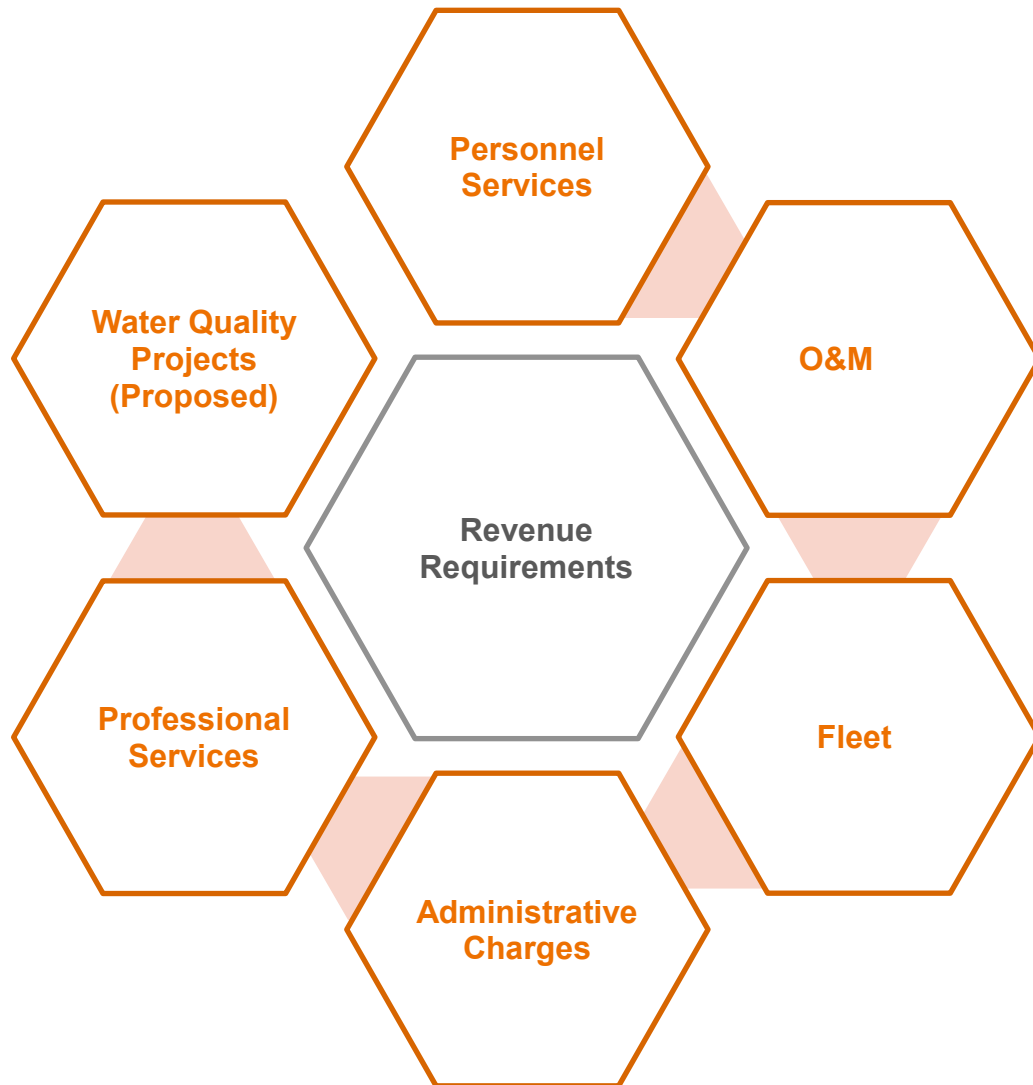 Personnel
Services
O&M
Fleet
Administrative
Charges
Professional
Services
Water Quality
Projects
(Proposed)
Revenue
Requirements